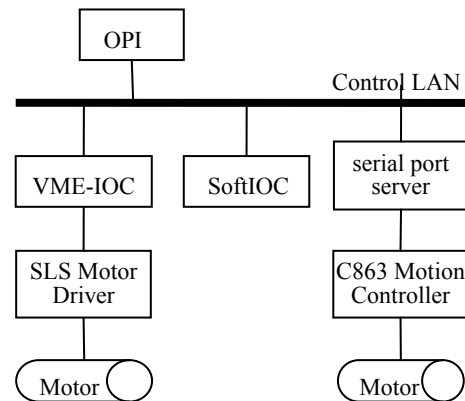 OPI
Control LAN
VME-IOC
SoftIOC
serial port
server
SLS Motor
Driver
C863 Motion
Controller
Motor
Motor